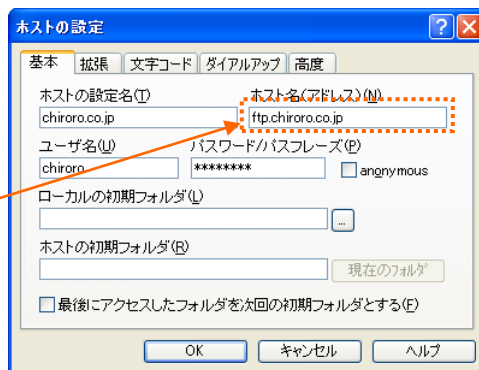 ホストの設定
基本 拡張 文字コード ダイアルアップ 高度
ホストの設定名(T) ホスト名(アドレス)(N)
chiroro.co.jp ftp.chiroro.co.jp
ユーザ名(U) パスワード/パスフレーズ(P)
chiroro ******** anonymous
ローカルの初期フォルダ(L)
...
ホストの初期フォルダ(R)
現在のフォルダ
最後にアクセスしたフォルダを次回の初期フォルダとする(F)
OK キャンセル ヘルプ